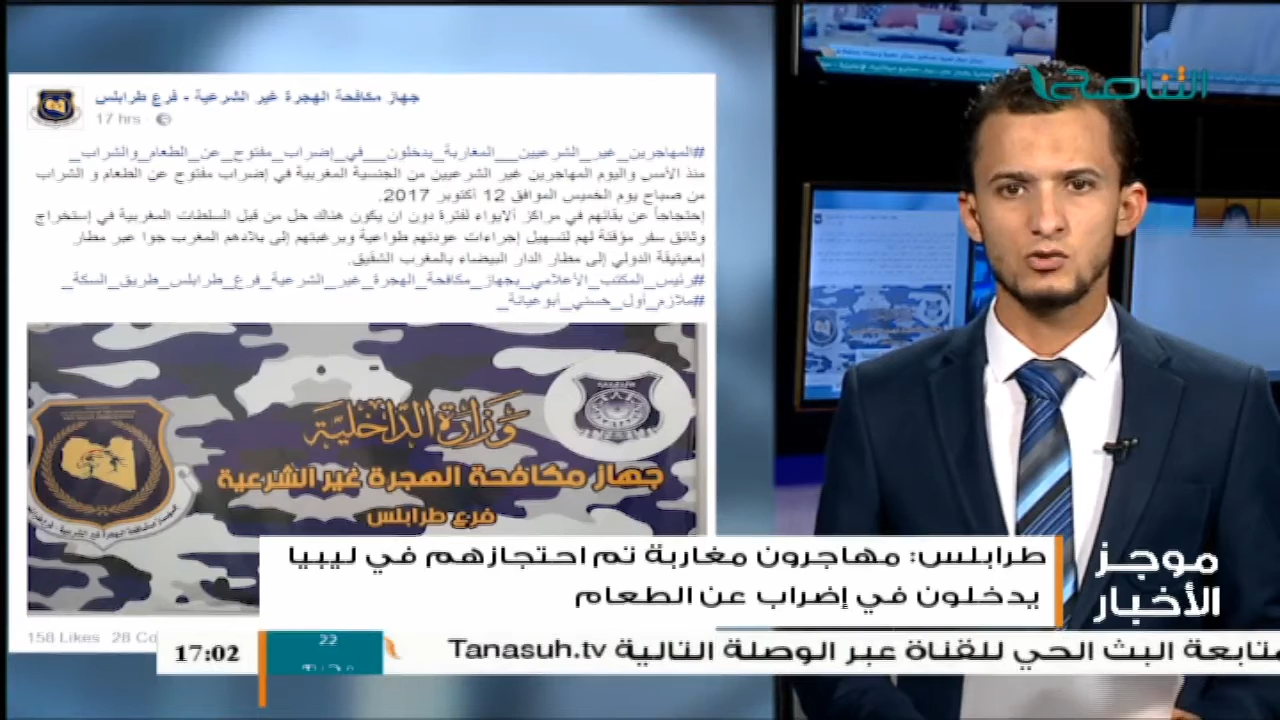 التناصح
جهاز مكافحة الهجرة غير الشرعية - فرع طرابلس
17 hrs
#المهاجرين_غير_الشرعيين__المغاربة_يدخلون__في_إضراب_مفتوح_عن_الطعام_والشراب_
منذ الأمس واليوم المهاجرين غير الشرعيين من الجنسية المغربية في إضراب مفتوح عن الطعام و الشراب
من صباح يوم الخميس الموافق 12 أكتوبر 2017.
إحتجاجاً عن بقائهم في مراكز ألايواء لفترة دون ان يكون هناك حل من قبل السلطات المغربية في إستخراج
وثائق سفر مؤقتة لهم لتسهيل إجراءات عودتهم طواعية وبرغبتهم إلى بلادهم المغرب جوا عبر مطار
إمعيتيقة الدولي إلى مطار الدار البيضاء بالمغرب الشقيق.
#رئيس_المكتب_الأعلامي_بجهاز_مكافحة_الهجرة_غير_الشرعية_فرع_طرابلس_طريق_السكة_
#ملازم_أول_حسني_أبوعيانة_
وزارة الداخلية
جهاز مكافحة الهجرة غير الشرعية
فرع طرابلس
158 Likes 28
موجز
الأخبار
طرابلس: مهاجرون مغاربة تم احتجازهم في ليبيا
يدخلون في إضراب عن الطعام
17:02
22
متابعة البث الحي للقناة عبر الوصلة التالية Tanasuh.tv